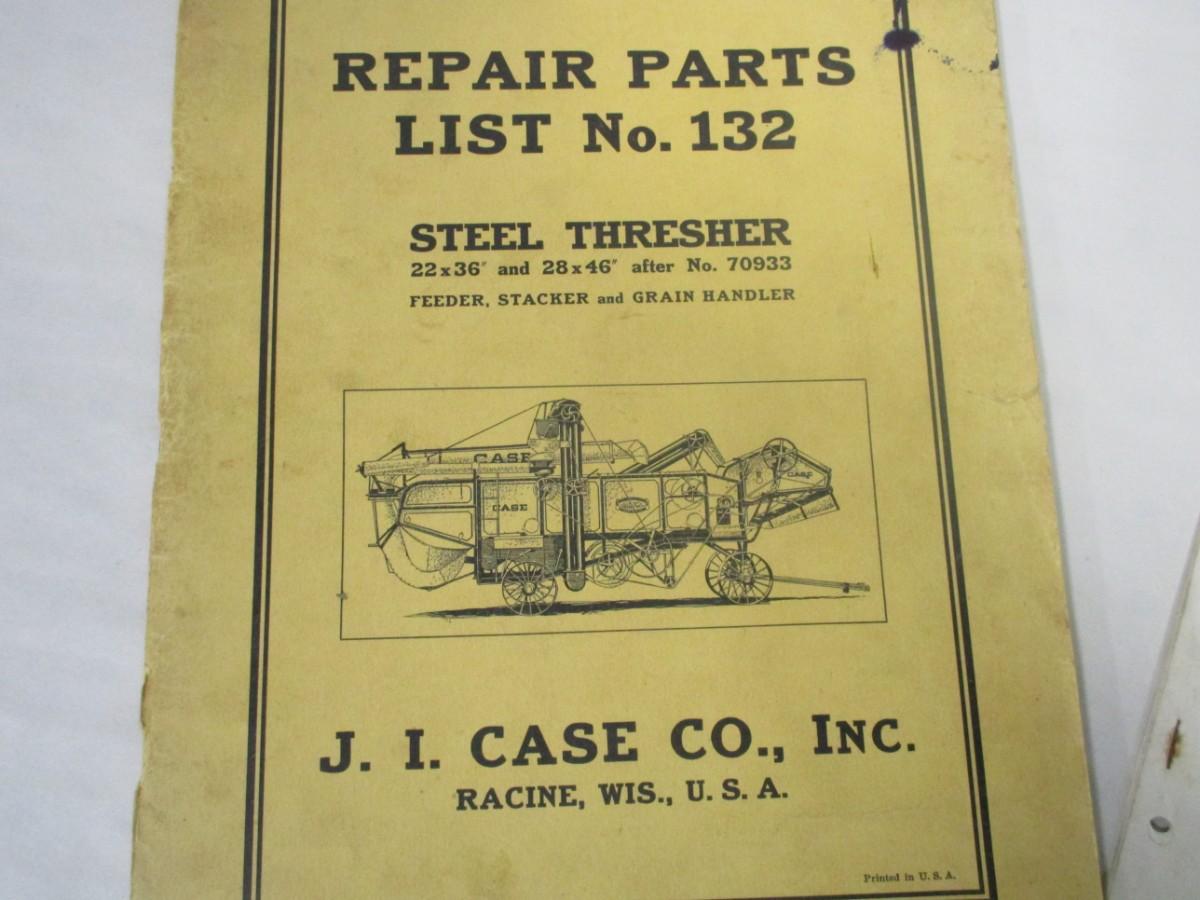 REPAIR PARTS
LIST No. 132
STEEL THRESHER
22x36″ and 28x46″ after No. 70933
FEEDER, STACKER and GRAIN HANDLER
CASE
CASE
CASE
J. I. CASE CO., INC.
RACINE, WIS., U. S. A.
Printed in U. S. A.